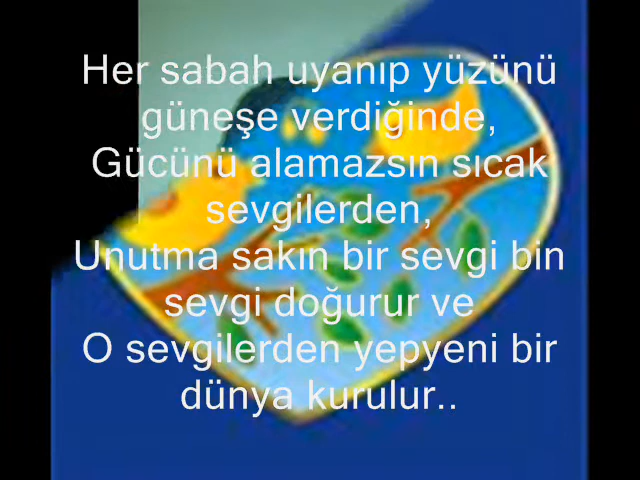 Her sabah uyanıp yüzünü
güneşe verdiğinde,
Gücünü alamazsın sıcak
sevgilerden,
Unutma sakın bir sevgi bin
sevgi doğurur ve
O sevgilerden yepyeni bir
dünya kurulur..